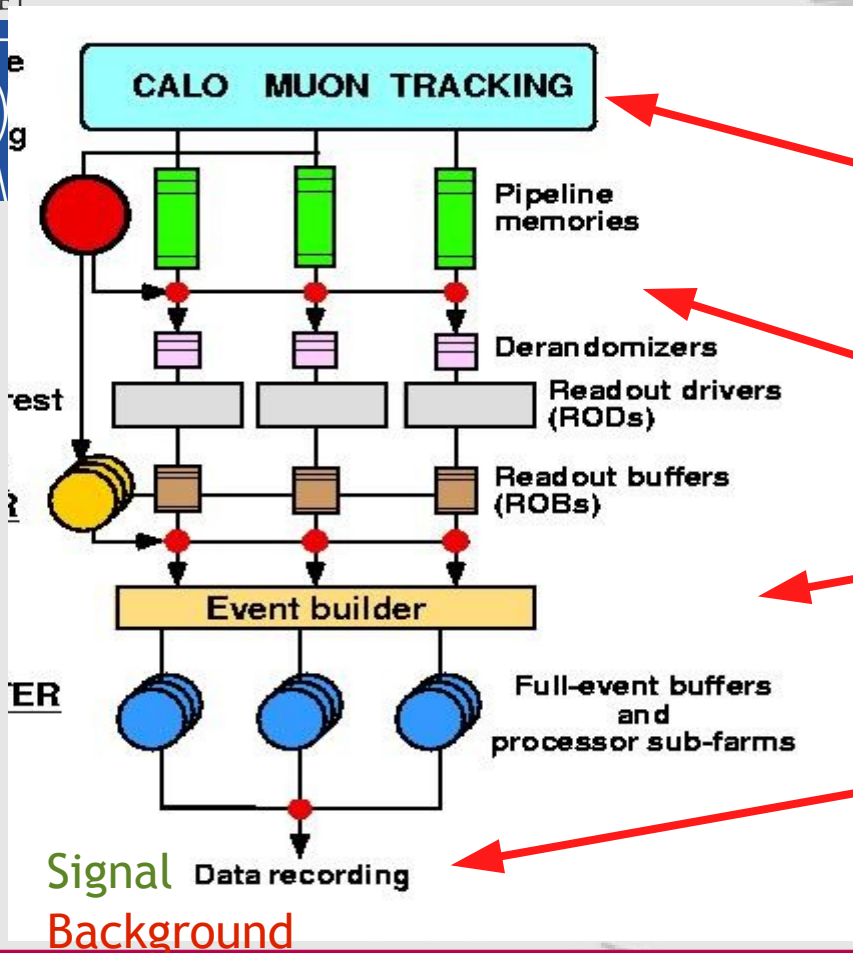 CALO MUON TRACKING
Pipeline
memories
Derandomizers
Readout drivers
(RODs)
Readout buffers
(ROBs)
Event builder
ER
Full-event buffers
and
processor sub-farms
Signal
Data recording
Background